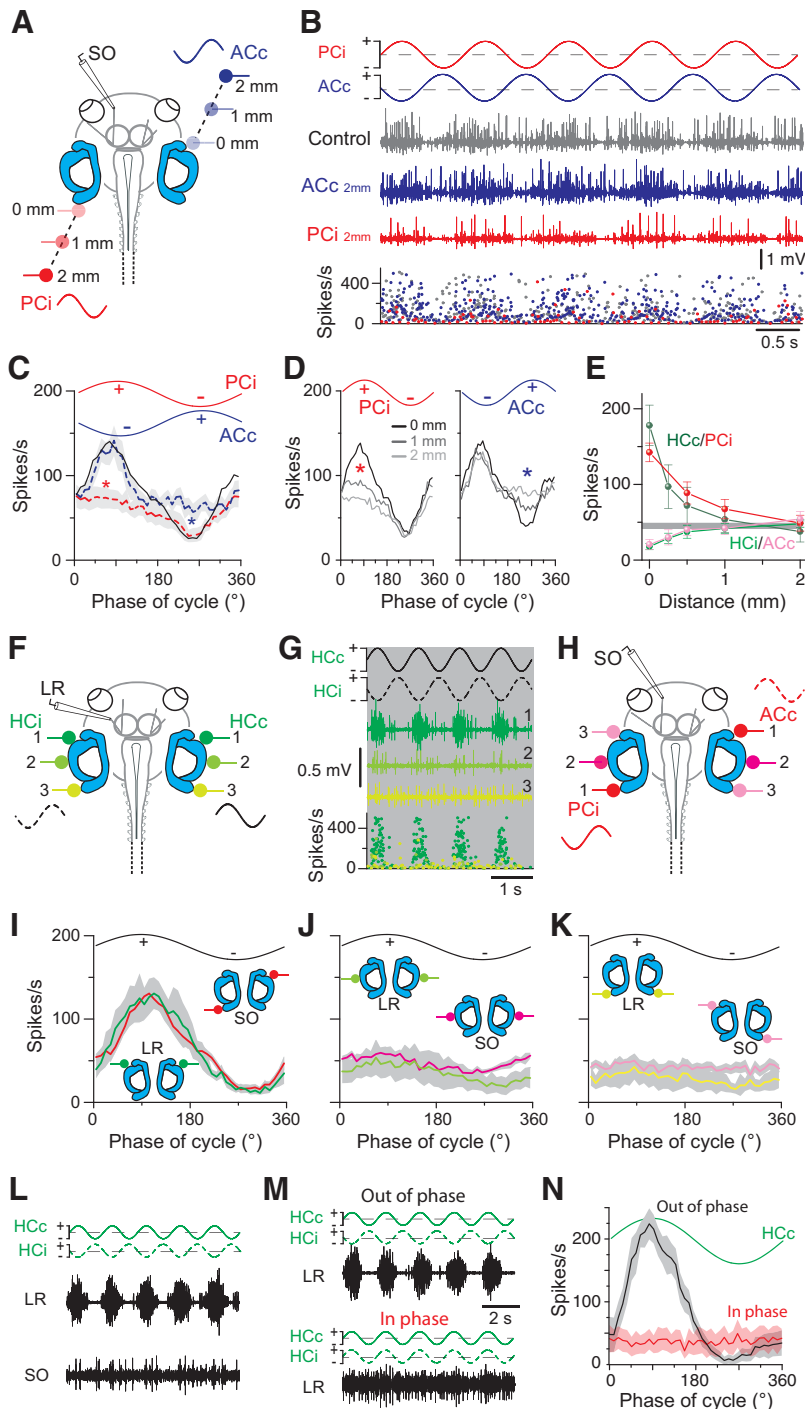 A
SO
ACc
2 mm
1 mm
0 mm
0 mm
1 mm
2 mm
PCi
B
PCi
+
-
ACc
+
-
Control
ACc 2mm
PCi 2mm
1 mV
Spikes/s
400
0
0.5 s
C
PCi
+
-
ACc
-
+
Spikes/s
200
100
0
*
*
0
180
360
Phase of cycle (°)
D
+
-
PCi
-
+
ACc
0 mm
1 mm
2 mm
Spikes/s
200
100
0
*
*
0
180
360
0
180
360
Phase of cycle (°)
E
HCc/PCi
HCi/ACc
Spikes/s
200
100
0
0
1
2
Distance (mm)
F
LR
HCi
HCc
1
1
2
2
3
3
G
HCc
+
-
HCi
+
-
1
2
3
0.5 mV
Spikes/s
400
0
1 s
H
SO
ACc
3
1
2
2
1
3
PCi
I
+
-
Spikes/s
200
100
0
SO
LR
0
180
360
Phase of cycle (°)
J
+
-
LR
SO
0
180
360
Phase of cycle (°)
K
+
-
LR
SO
0
180
360
Phase of cycle (°)
L
HCc
+
-
HCi
+
-
LR
SO
M
Out of phase
HCc
+
-
HCi
+
-
LR
2 s
In phase
HCc
+
-
HCi
+
-
LR
N
Out of phase
HCc
In phase
Spikes/s
200
100
0
0
180
360
Phase of cycle (°)